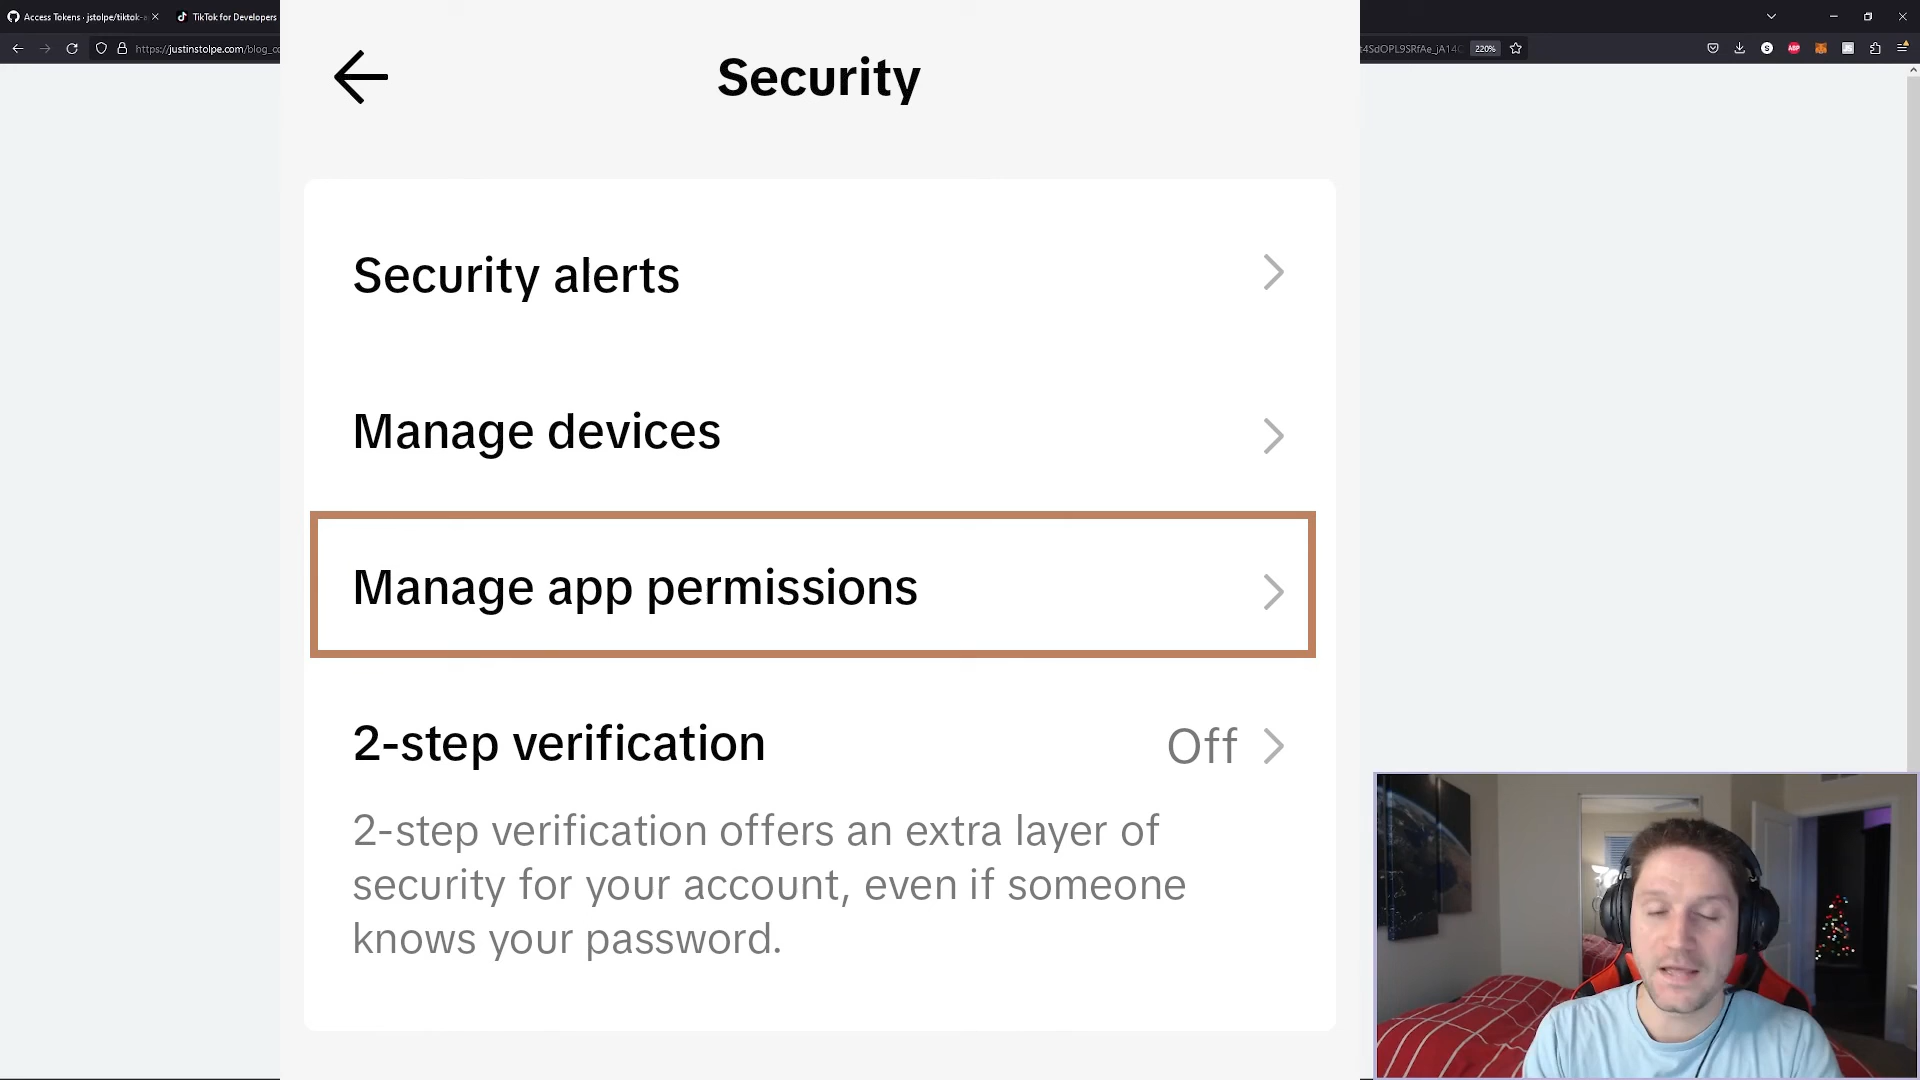 Access Tokens · jstolpe/tiktok-
TikTok for Developers
https://justinstolpe.com/blog_co
t4SdOPL9SRfAe_jA14C
220%
Security
Security alerts
Manage devices
Manage app permissions
2-step verification
Off
2-step verification offers an extra layer of
security for your account, even if someone
knows your password.